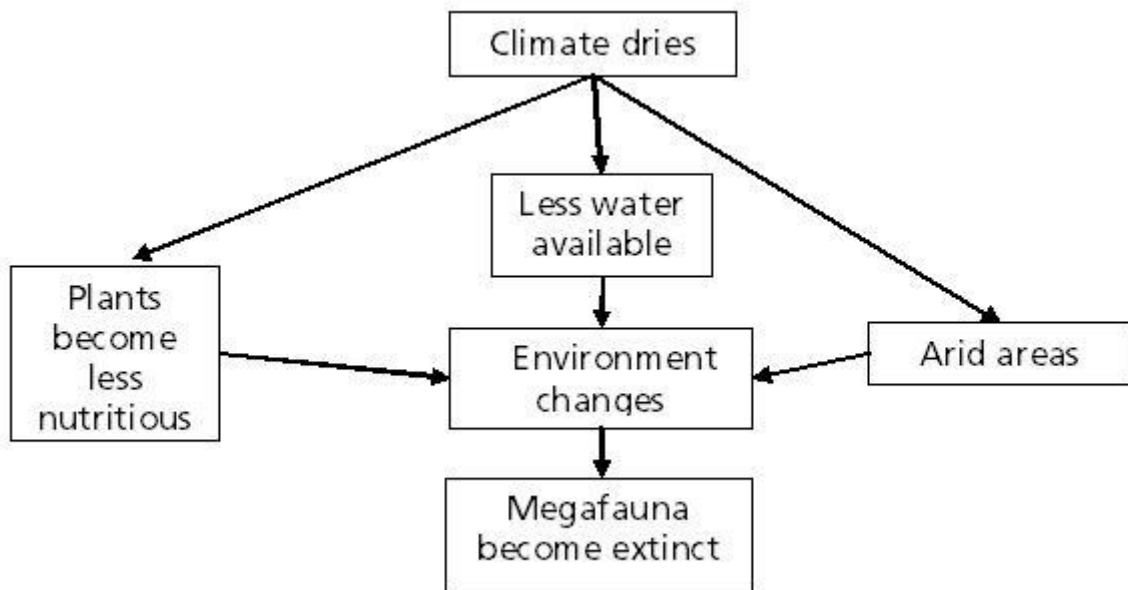 Climate dries
Less water
available
Plants
become
less
nutritious
Environment
changes
Arid areas
Megafauna
become extinct